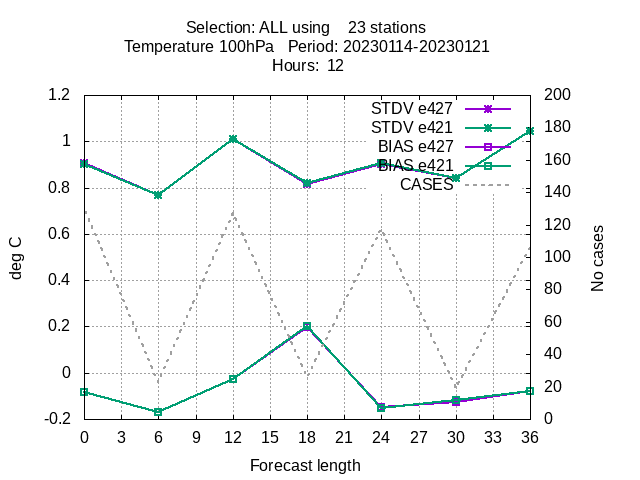 Selection: ALL using    23 stations
Temperature 100hPa   Period: 20230114-20230121
Hours:  12
1.2
1
0.8
0.6
0.4
0.2
0
-0.2
200
180
160
140
120
100
80
60
40
20
0
STDV e427
STDV e421
BIAS e427
BIAS e421
CASES
deg C
No cases
0 3 6 9 12 15 18 21 24 27 30 33 36
Forecast length